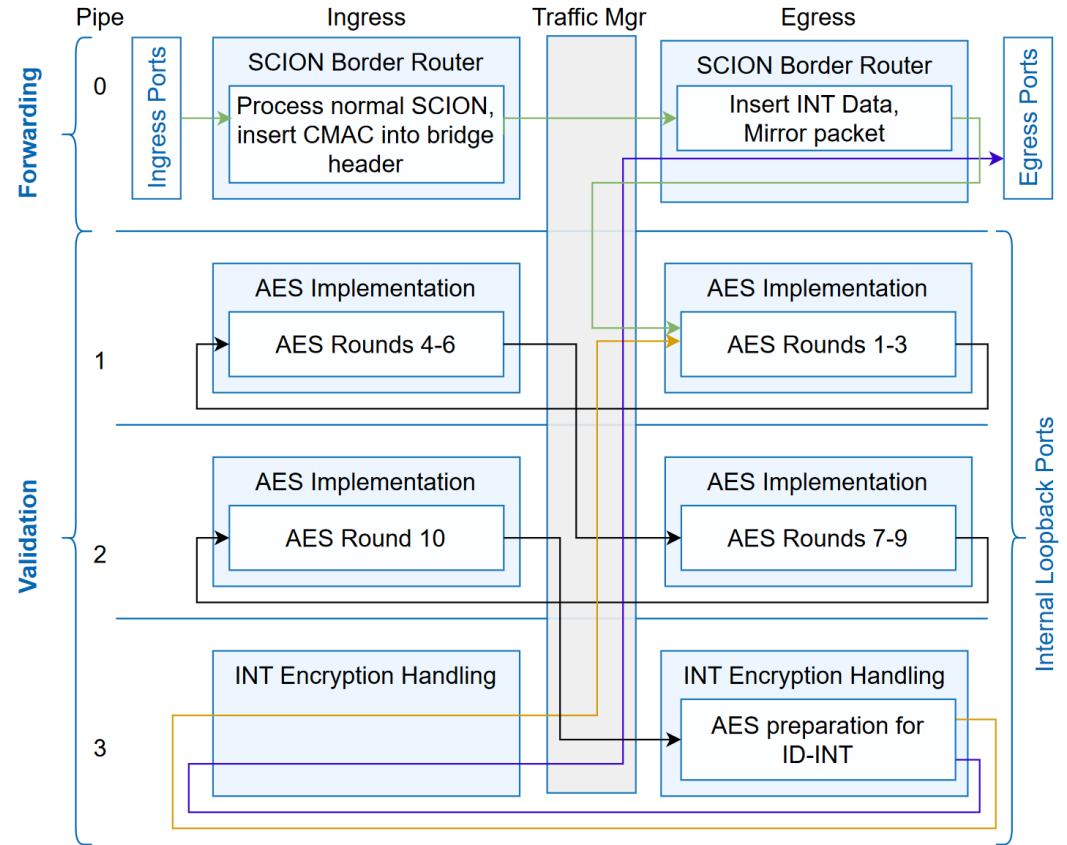 Pipe
Ingress
Traffic Mgr
Egress
Forwarding
0
Ingress Ports
SCION Border Router
Process normal SCION,
insert CMAC into bridge
header
SCION Border Router
Insert INT Data,
Mirror packet
Egress Ports
Validation
1
AES Implementation
AES Rounds 4-6
AES Implementation
AES Rounds 1-3
2
AES Implementation
AES Round 10
AES Implementation
AES Rounds 7-9
Internal Loopback Ports
3
INT Encryption Handling
INT Encryption Handling
AES preparation for
ID-INT